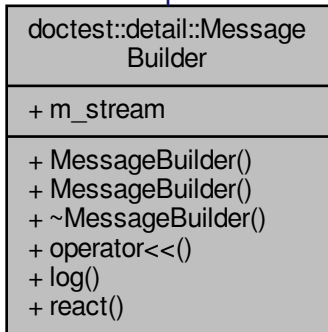 doctest::detail::Message
Builder
+ m_stream
+ MessageBuilder()
+ MessageBuilder()
+ ~MessageBuilder()
+ operator<<()
+ log()
+ react()